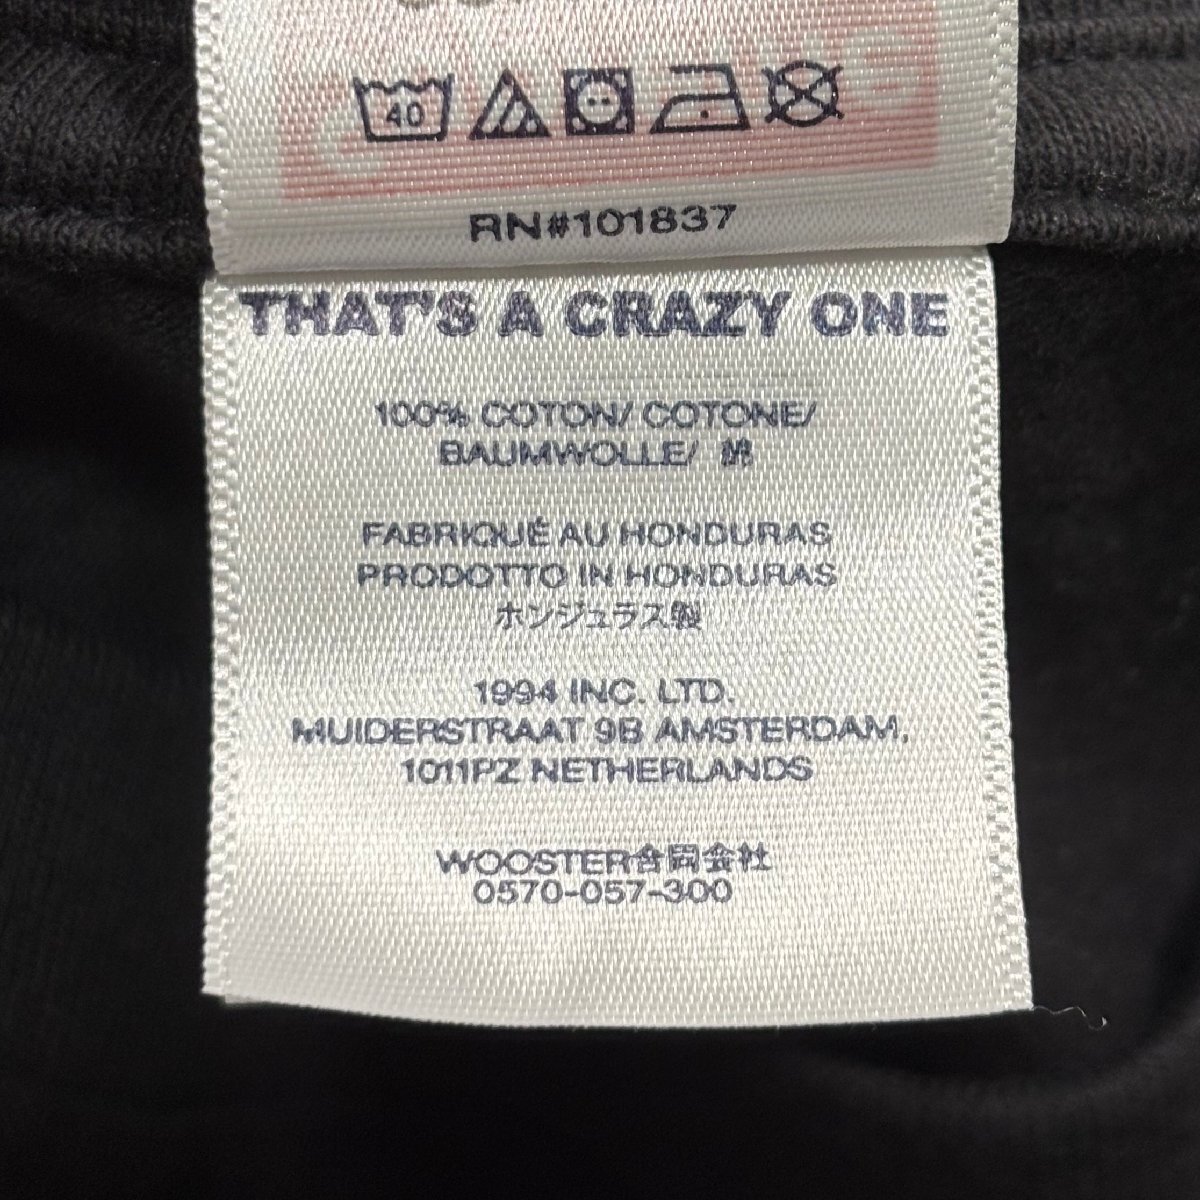 40
RN#101837
THAT'S A CRAZY ONE
100% COTON/ COTONE/
BAUMWOLLE/ 綿
FABRIQUÉ AU HONDURAS
PRODOTTO IN HONDURAS
ホンジュラス製
1994 INC. LTD.
MUIDERSTRAAT 9B AMSTERDAM,
1011PZ NETHERLANDS
WOOSTER合同会社
0570-057-300